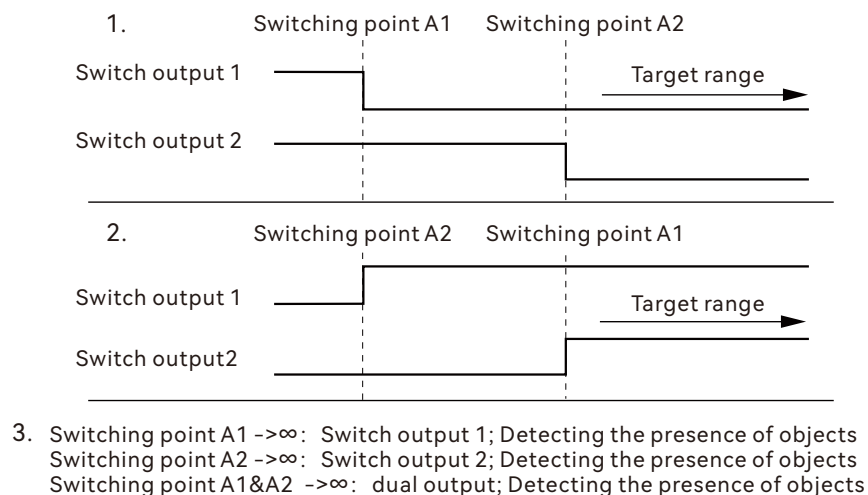 1.
Switching point A1 Switching point A2
Switch output 1
Target range
Switch output 2
2.
Switching point A2 Switching point A1
Switch output 1
Target range
Switch output2
3. Switching point A1 ->∞: Switch output 1; Detecting the presence of objects
Switching point A2 ->∞: Switch output 2; Detecting the presence of objects
Switching point A1&A2 ->∞: dual output; Detecting the presence of objects